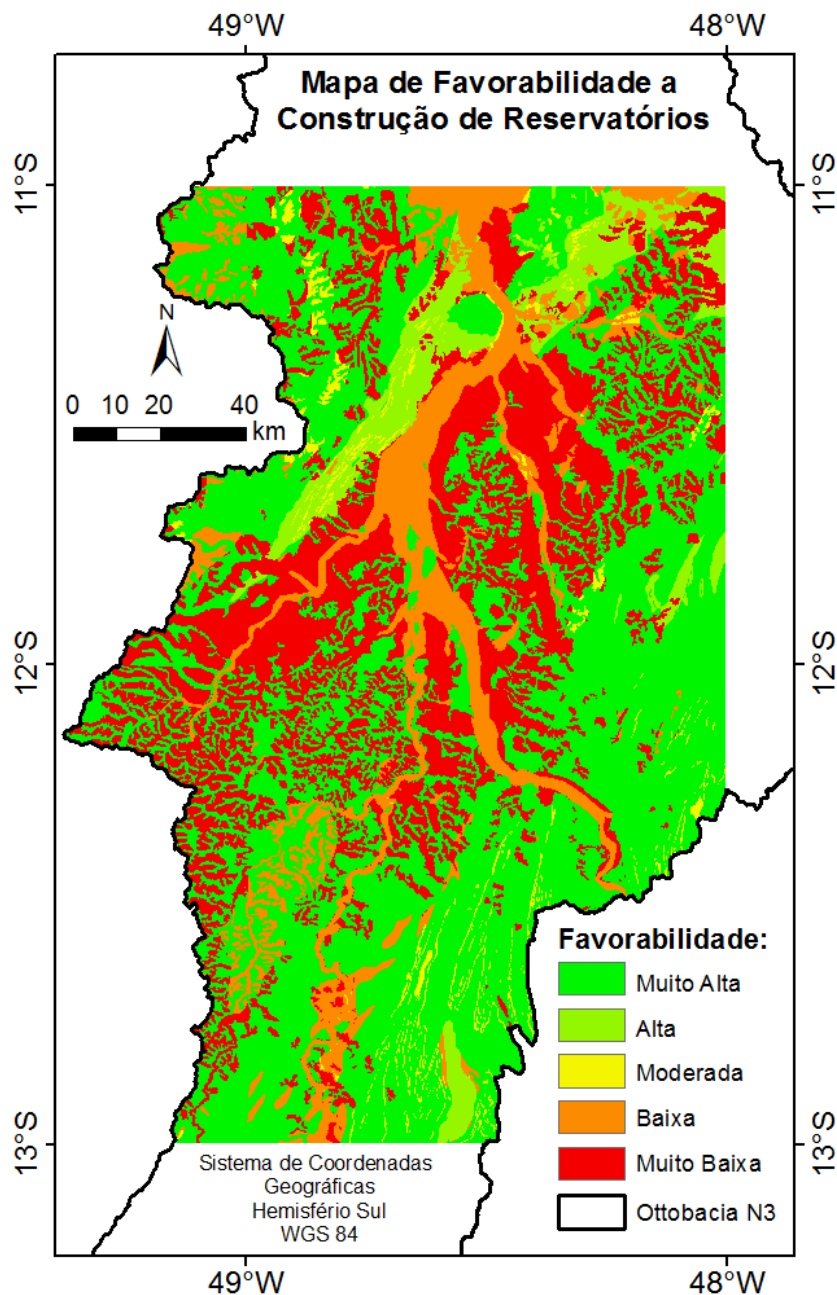 49°W
48°W
Mapa de Favorabilidade a
Construção de Reservatórios
11°S
11°S
N
0 10 20 40
km
12°S
12°S
Favorabilidade:
Muito Alta
Alta
Moderada
Baixa
Muito Baixa
Ottobacia N3
13°S
13°S
Sistema de Coordenadas
Geográficas
Hemisfério Sul
WGS 84
49°W
48°W